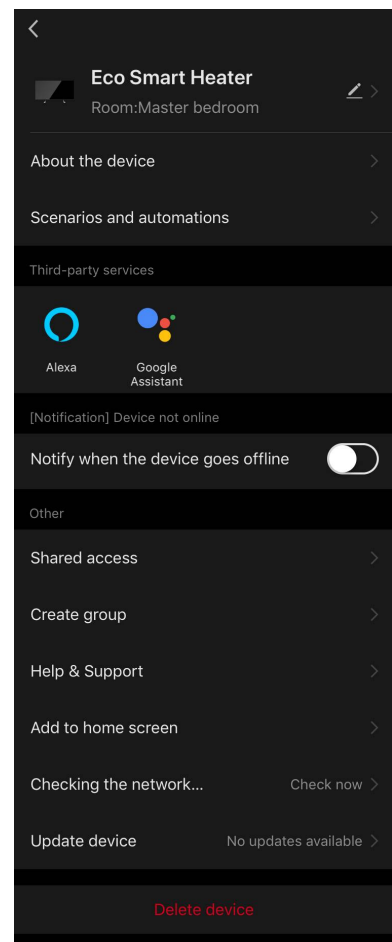 Eco Smart Heater
Room:Master bedroom
About the device
Scenarios and automations
Third-party services
Alexa
Google
Assistant
[Notification] Device not online
Notify when the device goes offline
Other
Shared access
Create group
Help & Support
Add to home screen
Checking the network... Check now
Update device No updates available
Delete device